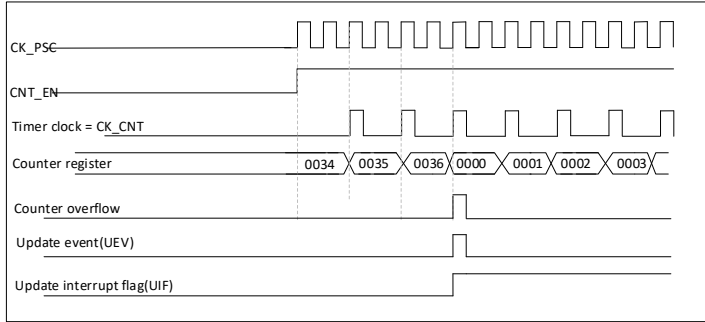 CK_PSC
CNT_EN
Timer clock = CK_CNT
Counter register 0034 0035 0036 0000 0001 0002 0003
Counter overflow
Update event(UEV)
Update interrupt flag(UIF)